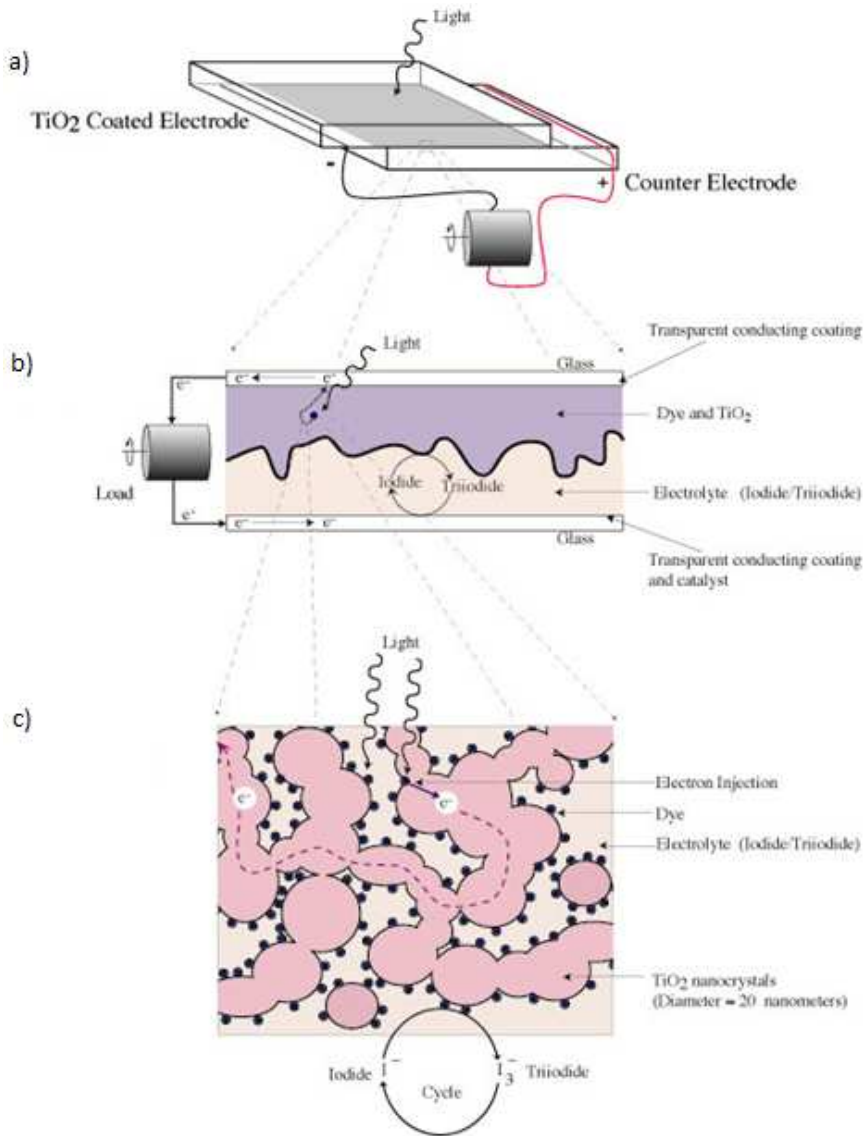 Light
a)
TiO2 Coated Electrode
-
+ Counter Electrode
Transparent conducting coating
b)
Light
Glass
e⁻ e⁻ e⁻
Dye and TiO2
Iodide Triiodide
Load
Electrolyte (Iodide/Triiodide)
e⁻ e⁻ e⁻
Glass
Transparent conducting coating
and catalyst
Light
c)
Electron Injection
e⁻ e⁻
Dye
Electrolyte (Iodide/Triiodide)
TiO2 nanocrystals
(Diameter = 20 nanometers)
Iodide I⁻ I3⁻ Triiodide
Cycle